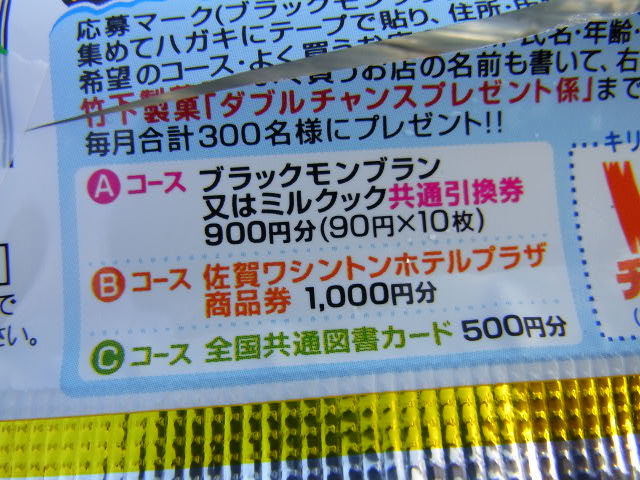 応募マーク(ブラックモンブ
集めてハガキにテープで貼り、住所・
希望のコース・よく買うお店の名前も書いて、右
氏名・年齢・
竹下製菓「ダブルチャンスプレゼント係」まで
毎月合計300名様にプレゼント!!
Aコース ブラックモンブラン
又はミルクック共通引換券
900円分(90円×10枚)
Bコース 佐賀ワシントンホテルプラザ
商品券 1,000円分
Cコース 全国共通図書カード 500円分
キリ
で
さい。